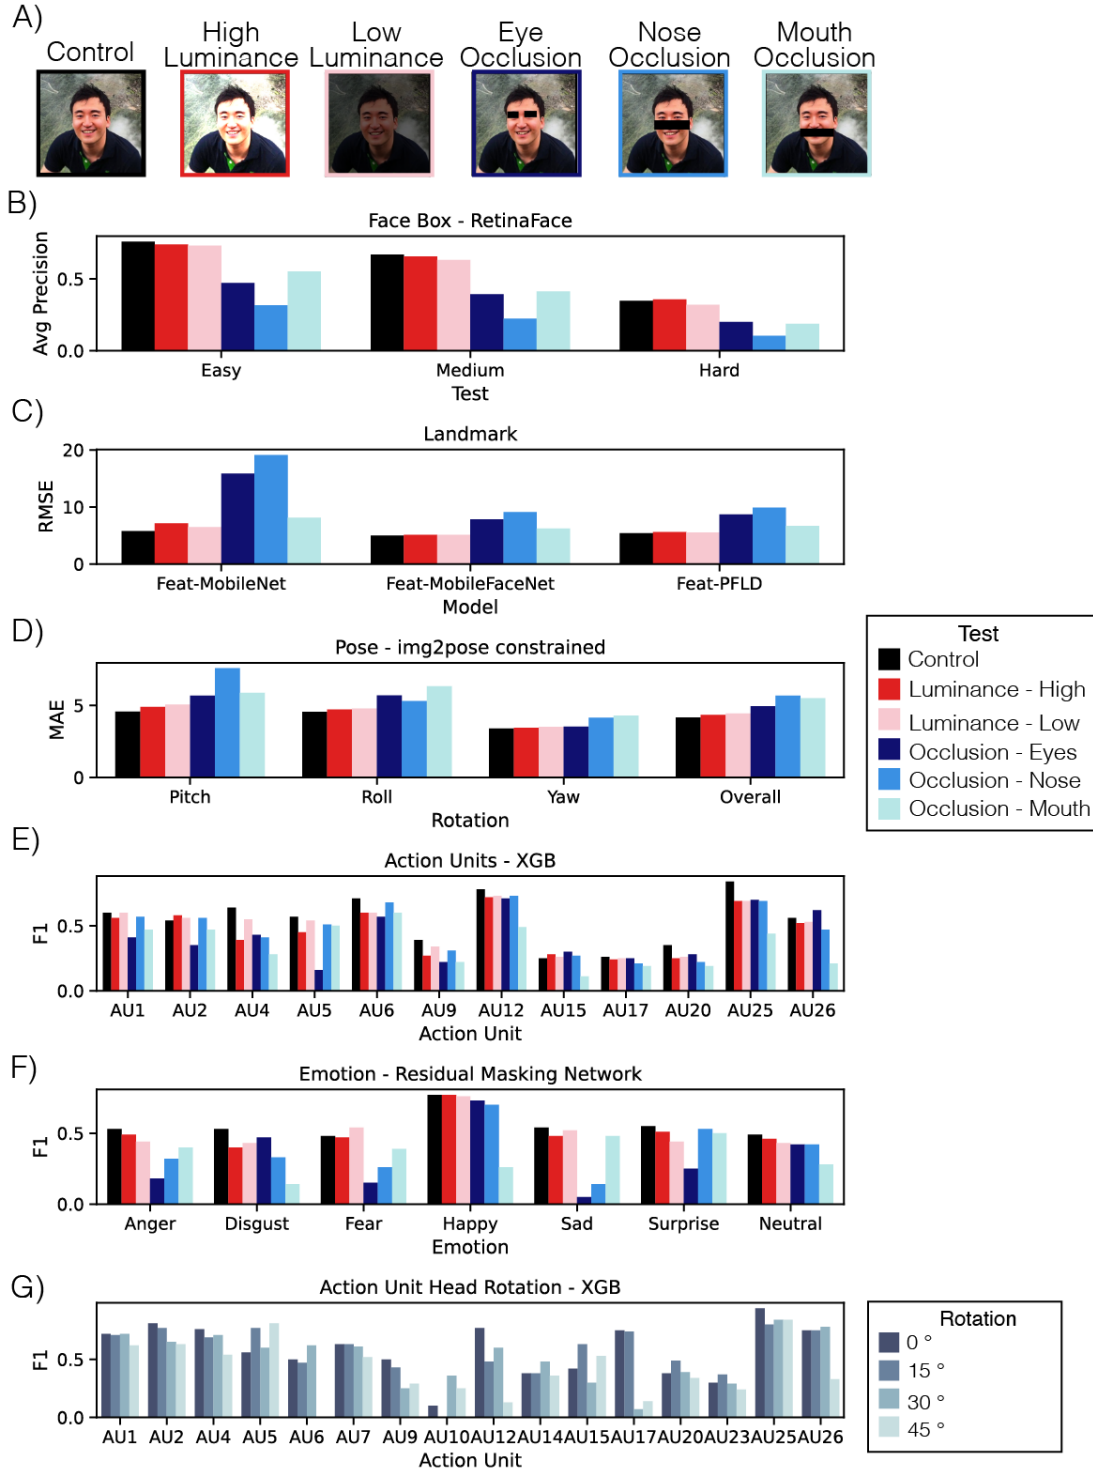 A)
Control
High
Luminance
Low
Luminance
Eye
Occlusion
Nose
Occlusion
Mouth
Occlusion
B)
Face Box - RetinaFace
Avg Precision
0.5
0.0
Easy
Medium
Hard
Test
C)
Landmark
RMSE
20
10
0
Feat-MobileNet
Feat-MobileFaceNet
Feat-PFLD
Model
D)
Pose - img2pose constrained
MAE
5
0
Pitch
Roll
Yaw
Overall
Rotation
Test
Control
Luminance - High
Luminance - Low
Occlusion - Eyes
Occlusion - Nose
Occlusion - Mouth
E)
Action Units - XGB
F1
0.5
0.0
AU1 AU2 AU4 AU5 AU6 AU9 AU12 AU15 AU17 AU20 AU25 AU26
Action Unit
F)
Emotion - Residual Masking Network
F1
0.5
0.0
Anger
Disgust
Fear
Happy
Sad
Surprise
Neutral
Emotion
G)
Action Unit Head Rotation - XGB
F1
0.5
0.0
AU1 AU2 AU4 AU5 AU6 AU7 AU9 AU10 AU12 AU14 AU15 AU17 AU20 AU23 AU25 AU26
Action Unit
Rotation
0 °
15 °
30 °
45 °